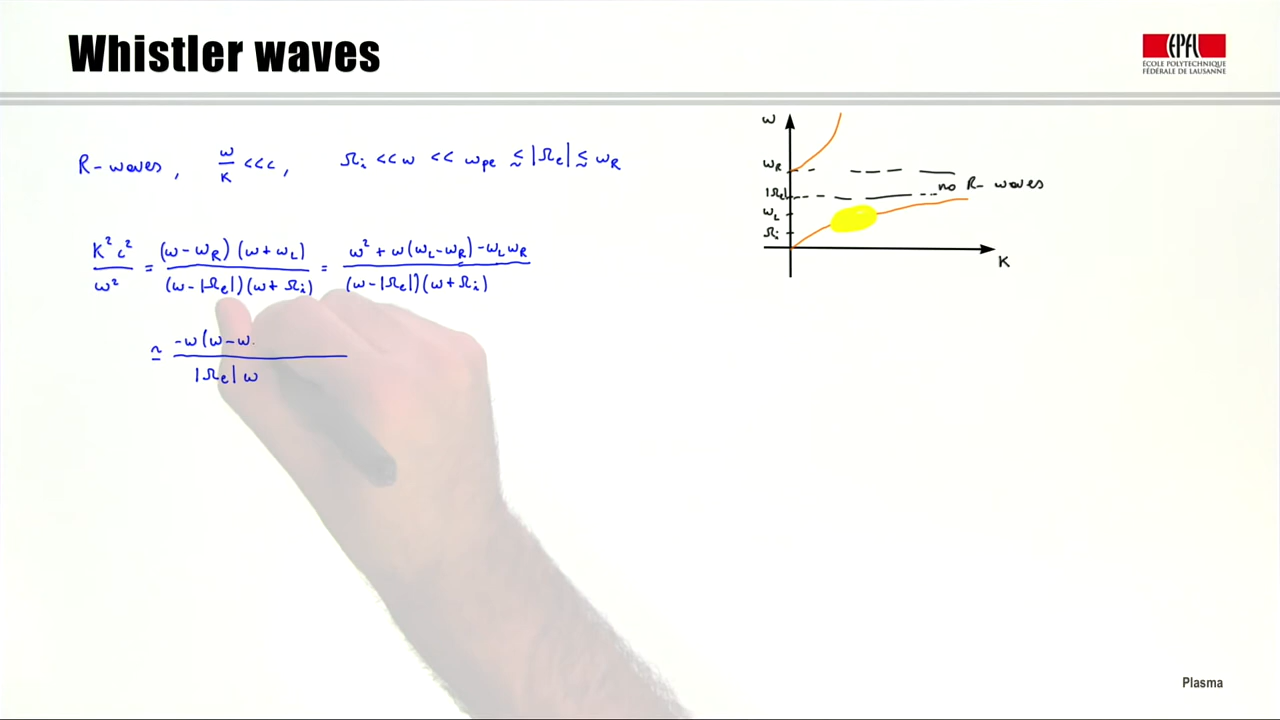 Whistler waves
EPFL
ÉCOLE POLYTECHNIQUE
FÉDÉRALE DE LAUSANNE
R-waves, ω/K <<c, Ωi <<ω << ωpe ≲ |Ωe| ≲ ωR
K²c²/ω² = (ω-ωR)(ω+ωL)/(ω-|Ωe|)(ω+Ωi) = ω²+ω(ωL-ωR)-ωLωR/(ω-|Ωe|)(ω+Ωi)
≃ -ω(ω-ω/|Ωe|ω
ω
ωR
|Ωe|
no R-waves
ωL
Ωi
K
Plasma